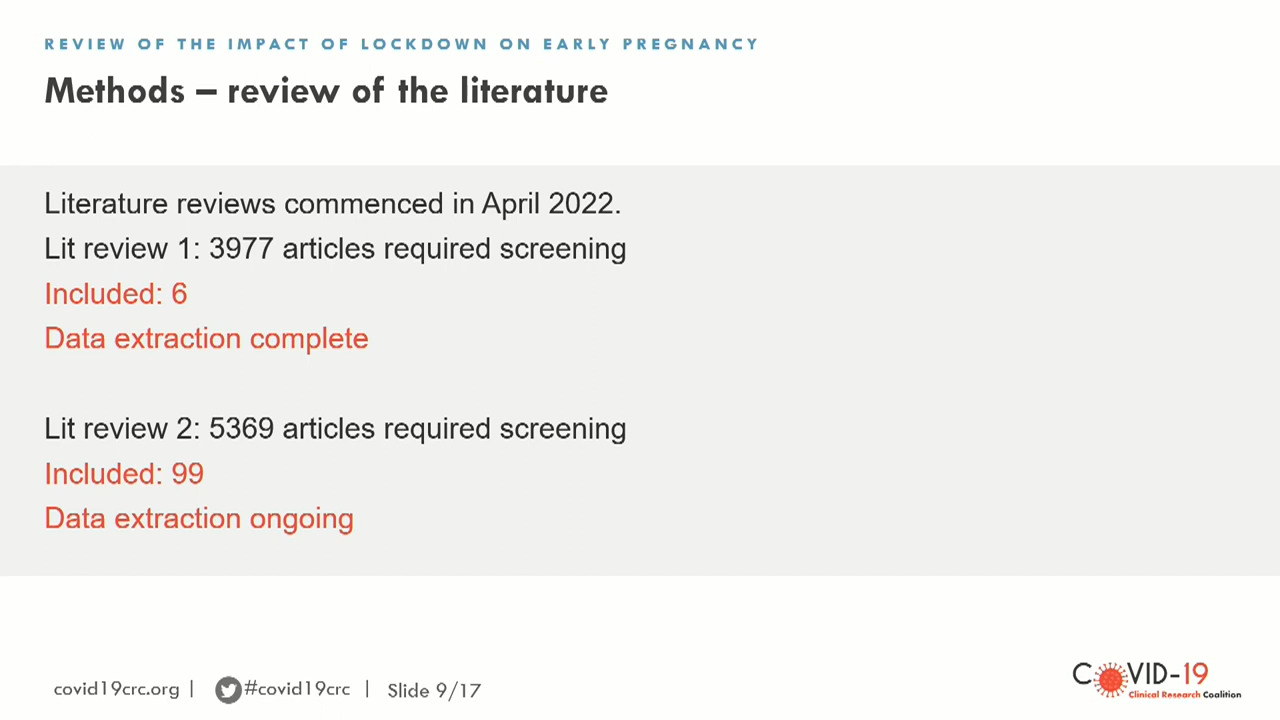 REVIEW OF THE IMPACT OF LOCKDOWN ON EARLY PREGNANCY
Methods – review of the literature
Literature reviews commenced in April 2022.
Lit review 1: 3977 articles required screening
Included: 6
Data extraction complete
Lit review 2: 5369 articles required screening
Included: 99
Data extraction ongoing
covid19crc.org | #covid19crc | Slide 9/17
COVID-19
Clinical Research Coalition